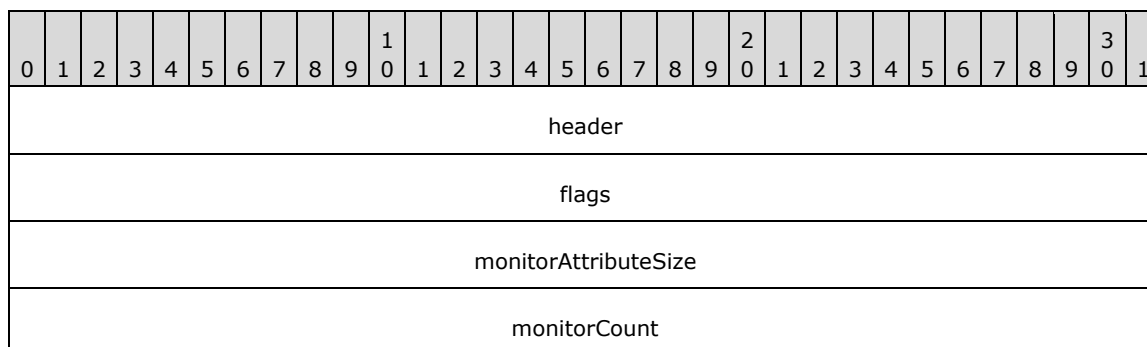 1 2 3
0 1 2 3 4 5 6 7 8 9 0 1 2 3 4 5 6 7 8 9 0 1 2 3 4 5 6 7 8 9 0 1
header
flags
monitorAttributeSize
monitorCount